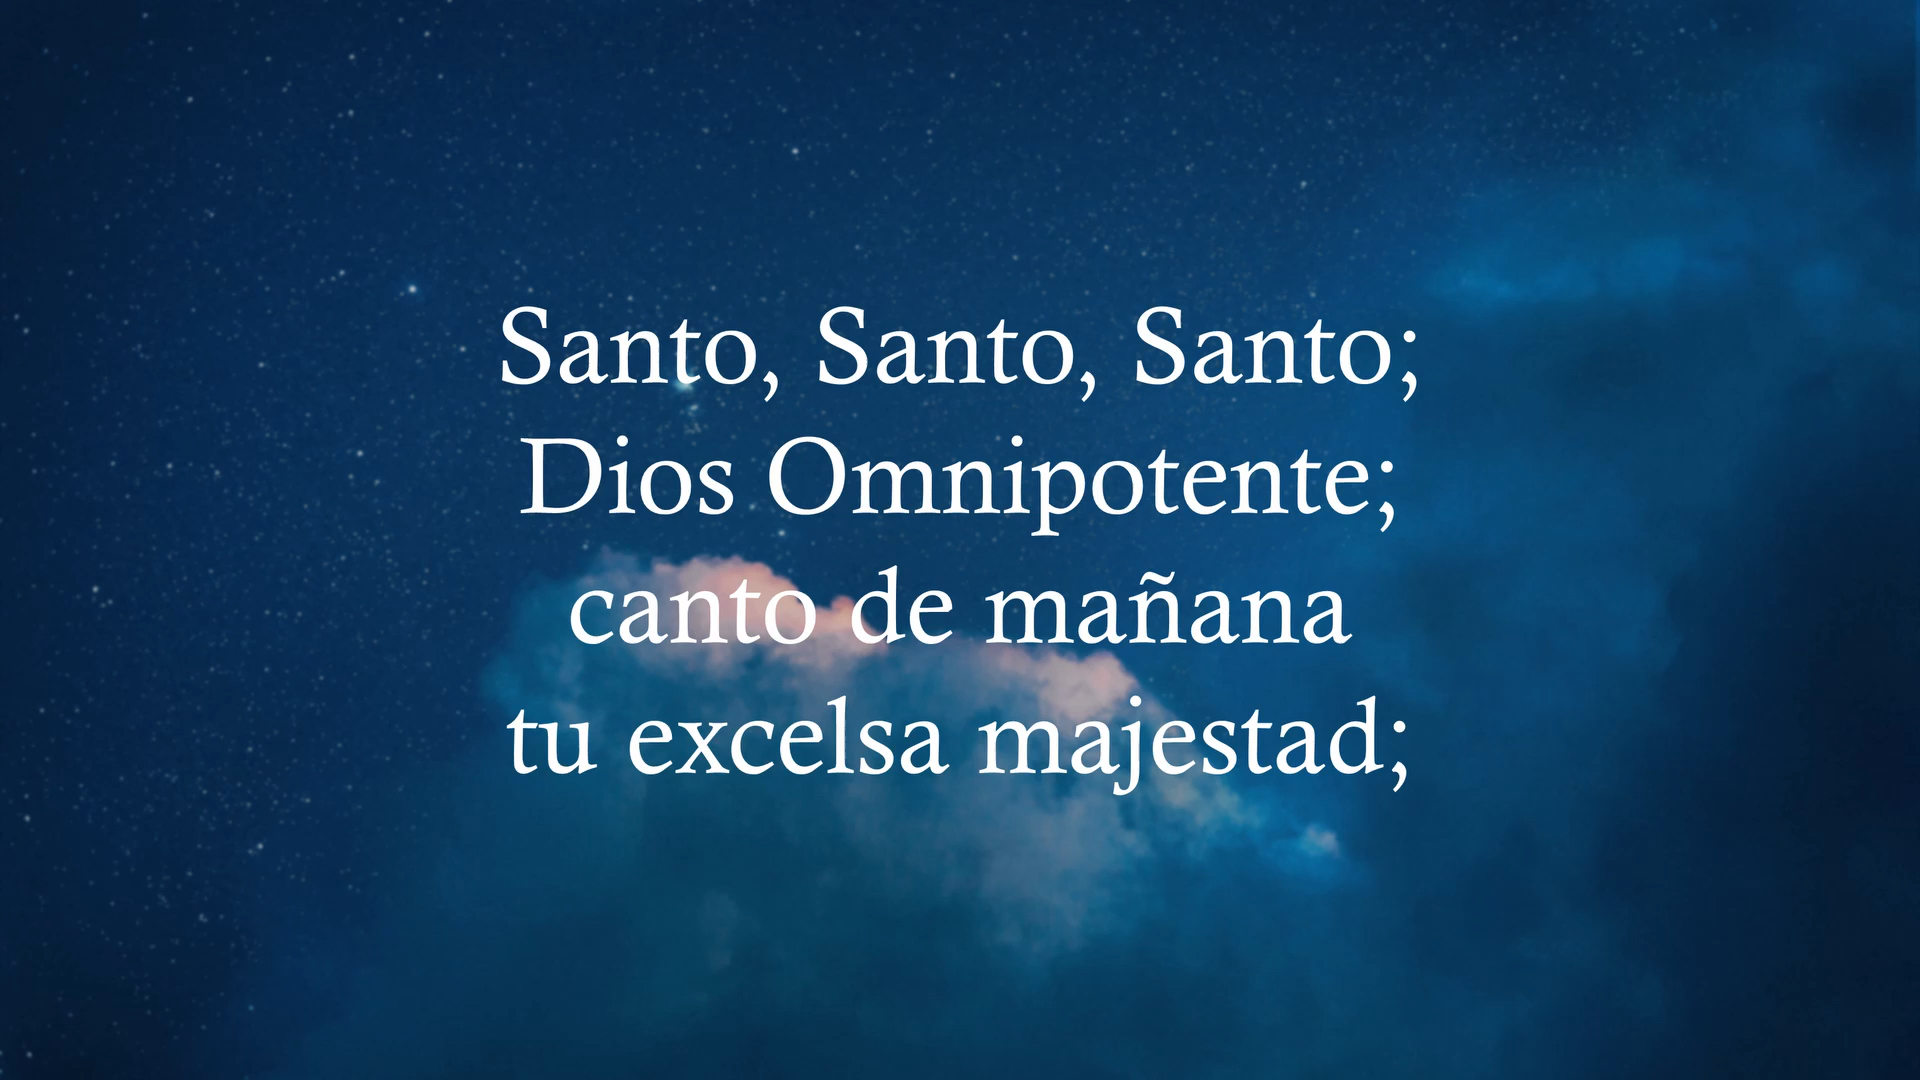 Santo, Santo, Santo;
Dios Omnipotente;
canto de mañana
tu excelsa majestad;